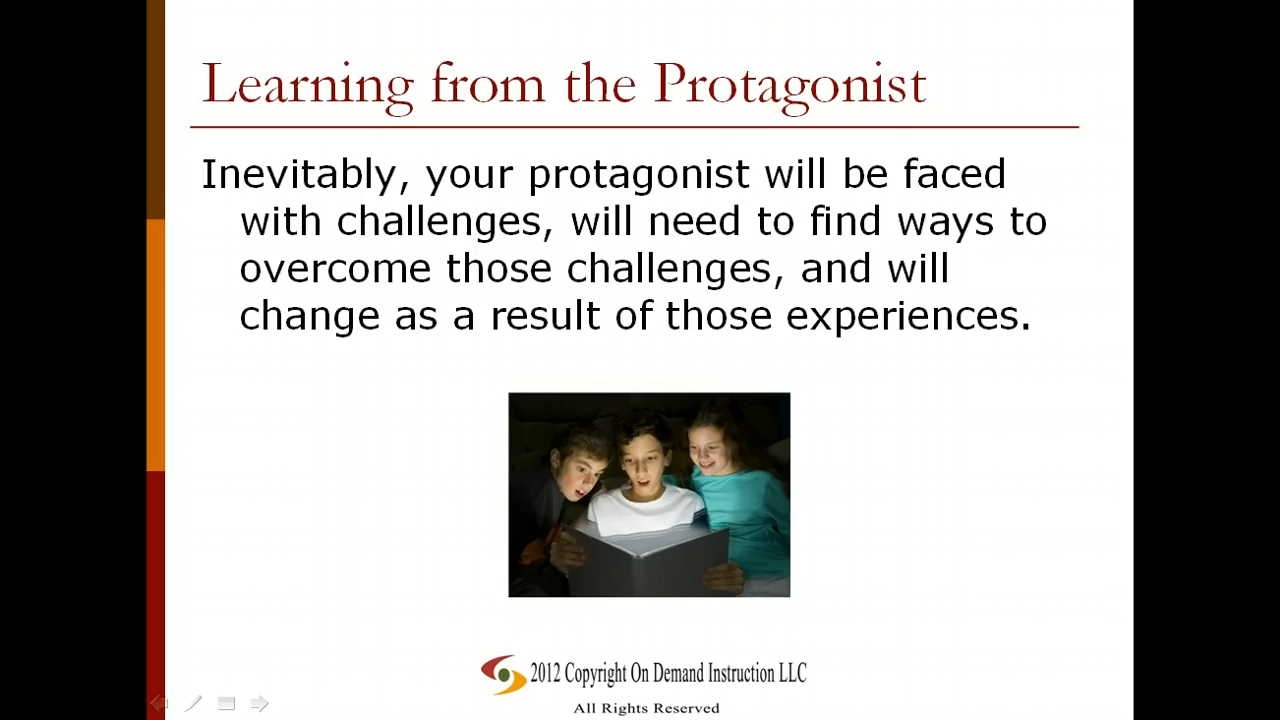 Learning from the Protagonist
Inevitably, your protagonist will be faced
with challenges, will need to find ways to
overcome those challenges, and will
change as a result of those experiences.
2012 Copyright On Demand Instruction LLC
All Rights Reserved